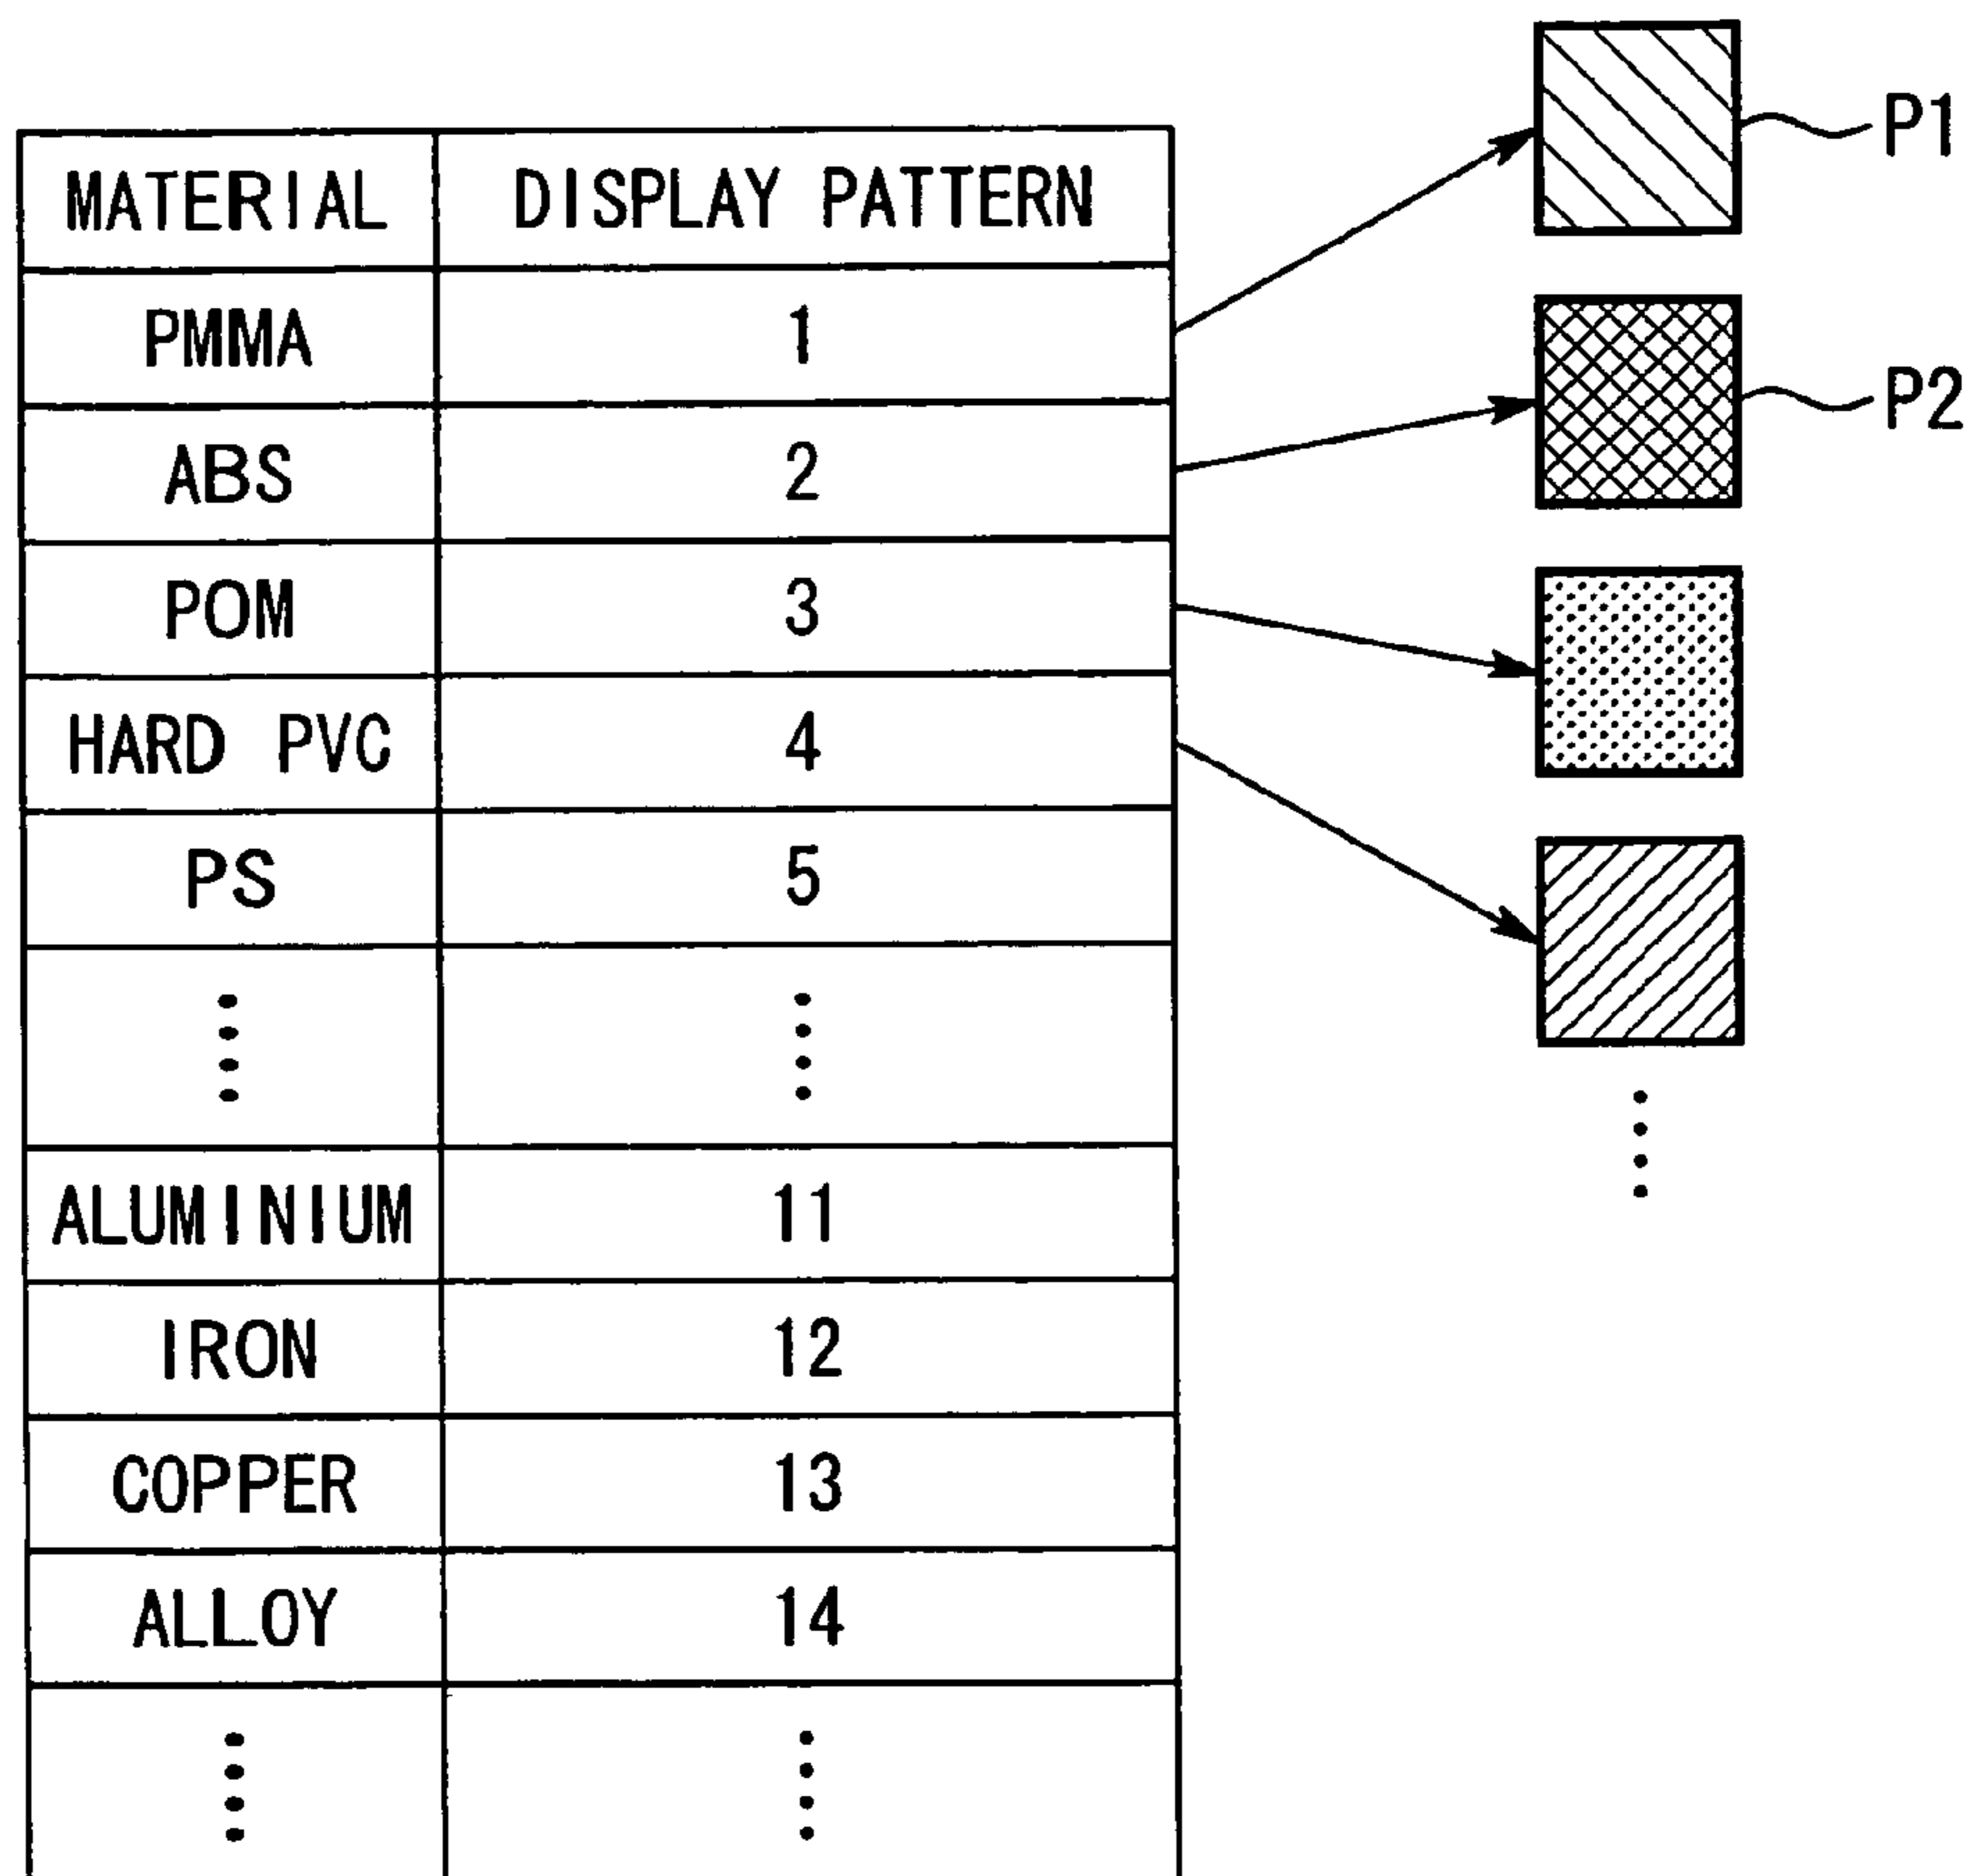 MATERIAL DISPLAY PATTERN
PMMA 1
ABS 2
POM 3
HARD PVC 4
PS 5
ALUMINIUM 11
IRON 12
COPPER 13
ALLOY 14
P1
P2